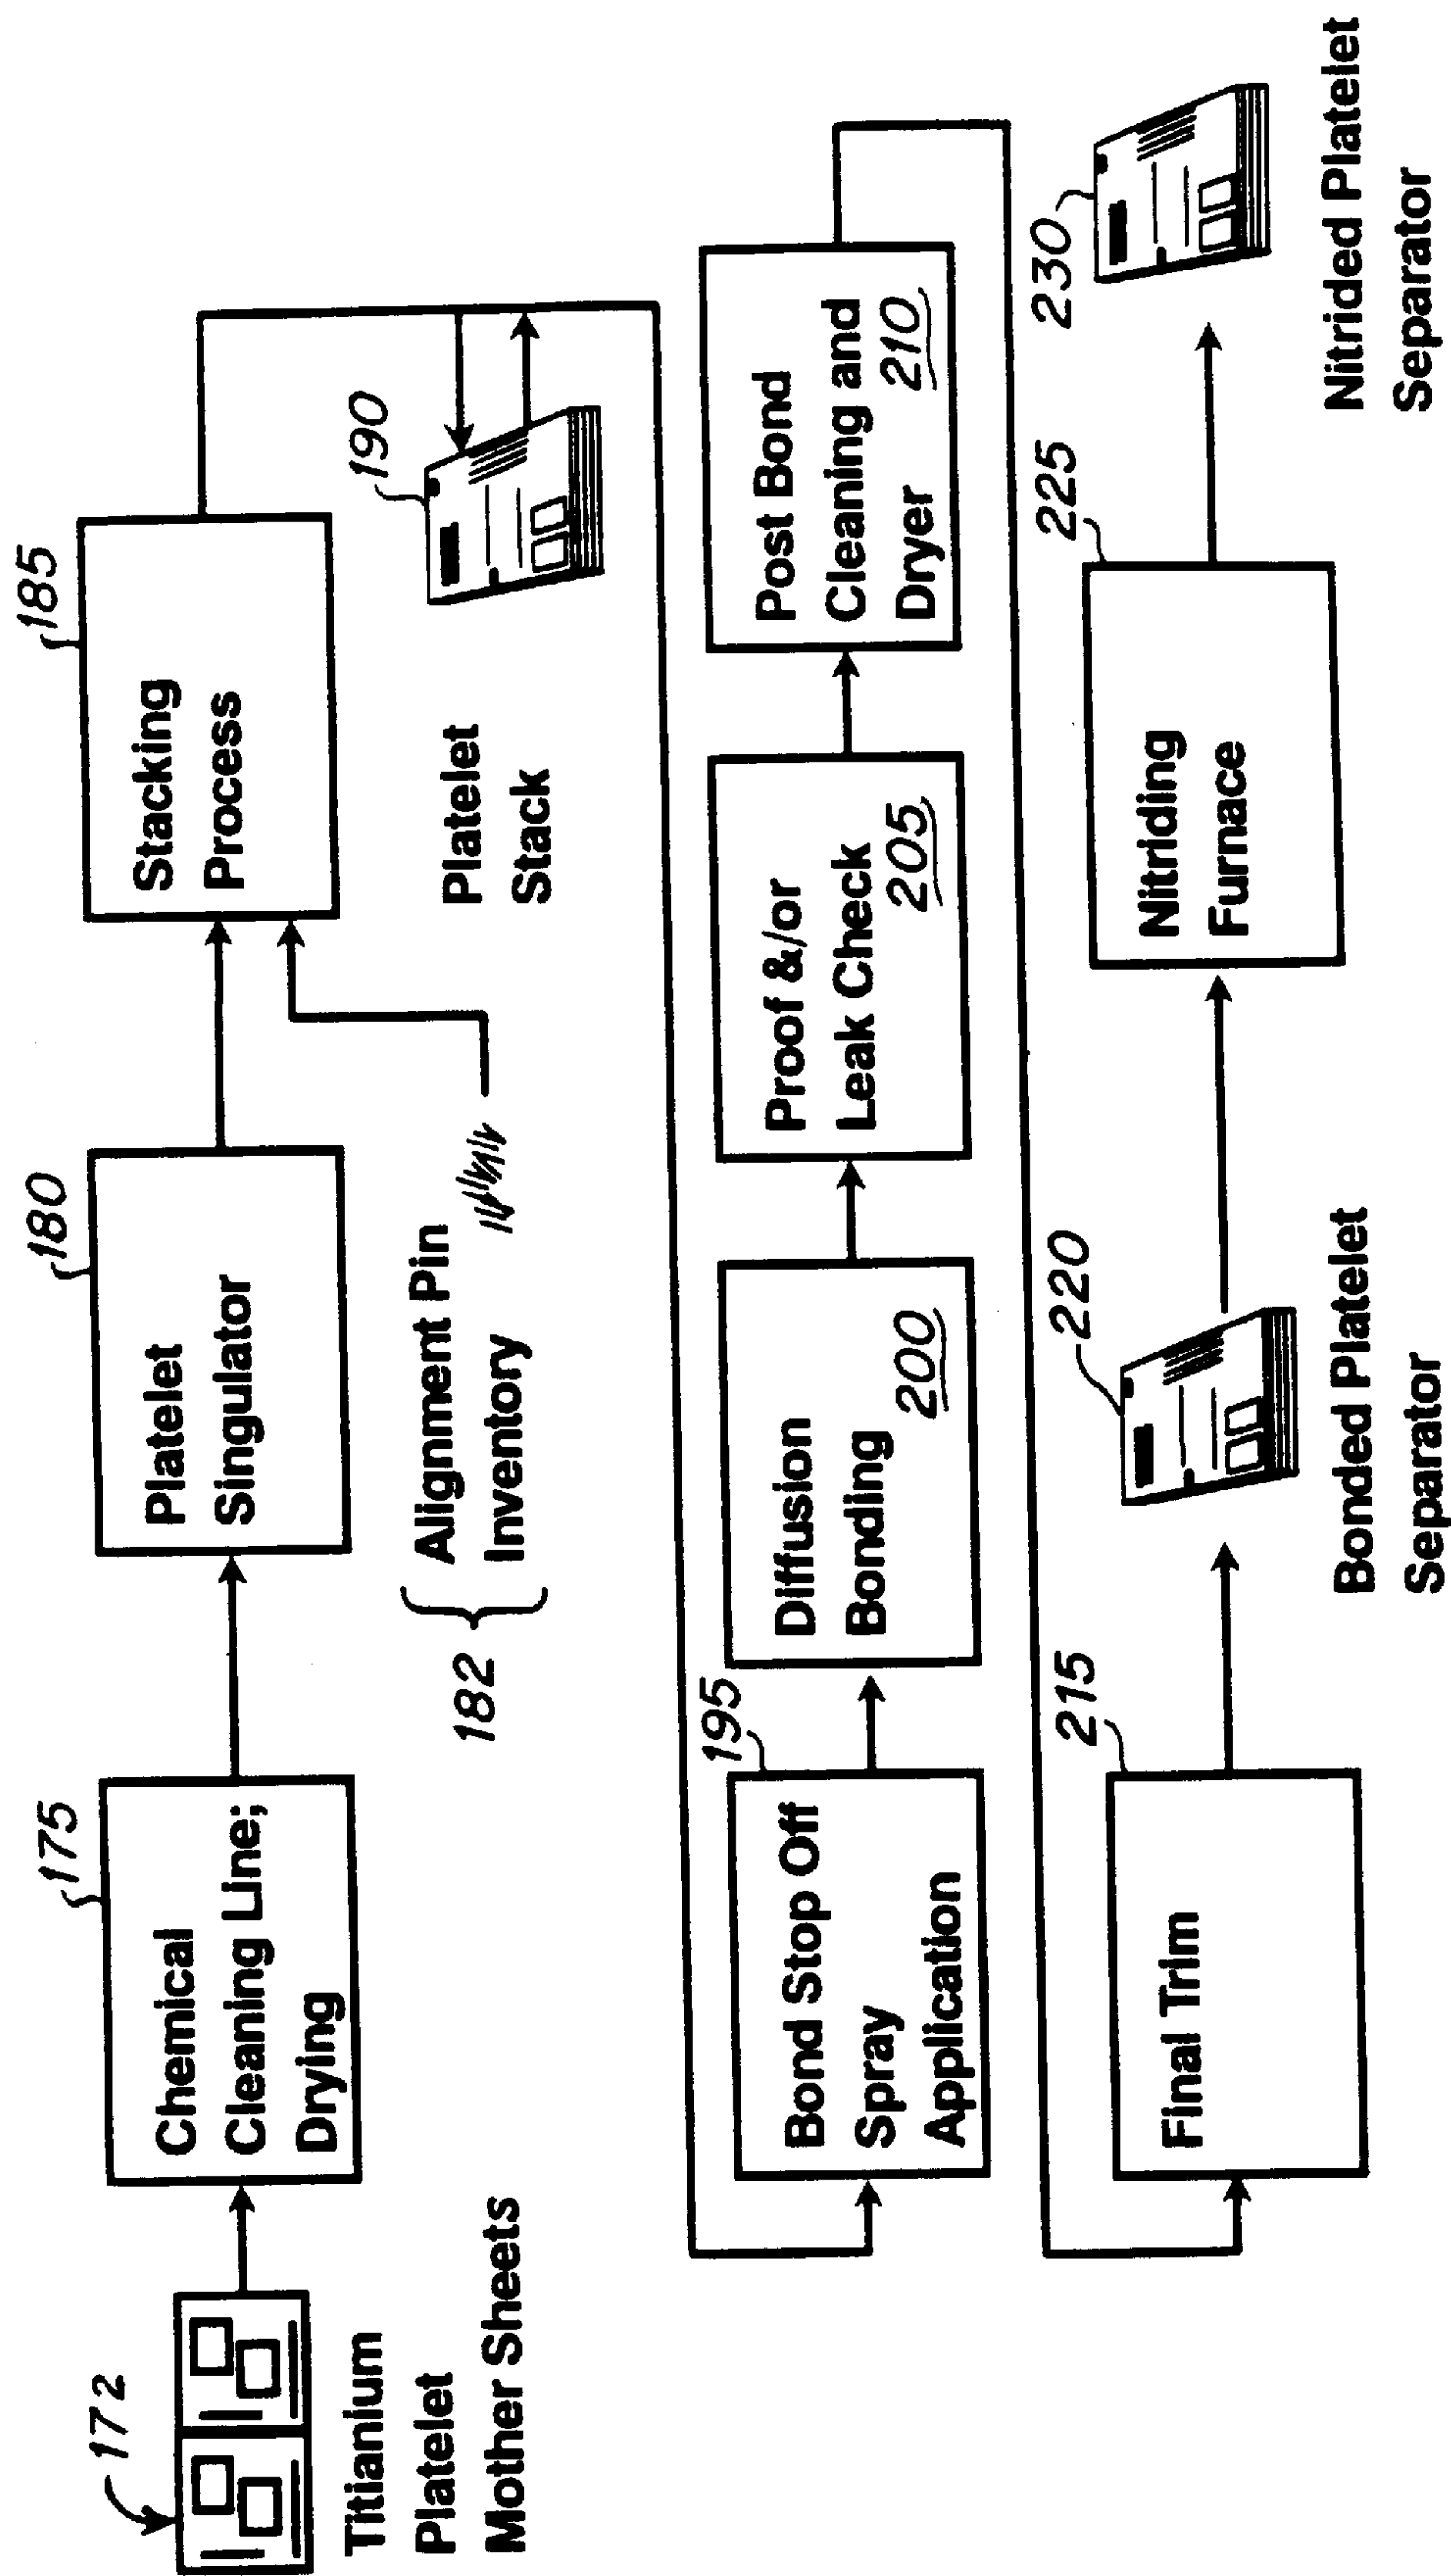 172
Titianium
Platelet
Mother Sheets
175
Chemical
Cleaning Line;
Drying
180
Platelet
Singulator
182
Alignment Pin
Inventory
185
Stacking
Process
190
Platelet
Stack
195
Bond Stop Off
Spray
Application
Diffusion
Bonding
200
Proof &/or
Leak Check
205
Post Bond
Cleaning and
Dryer 210
215
Final Trim
220
Bonded Platelet
Separator
225
Nitriding
Furnace
230
Nitrided Platelet
Separator